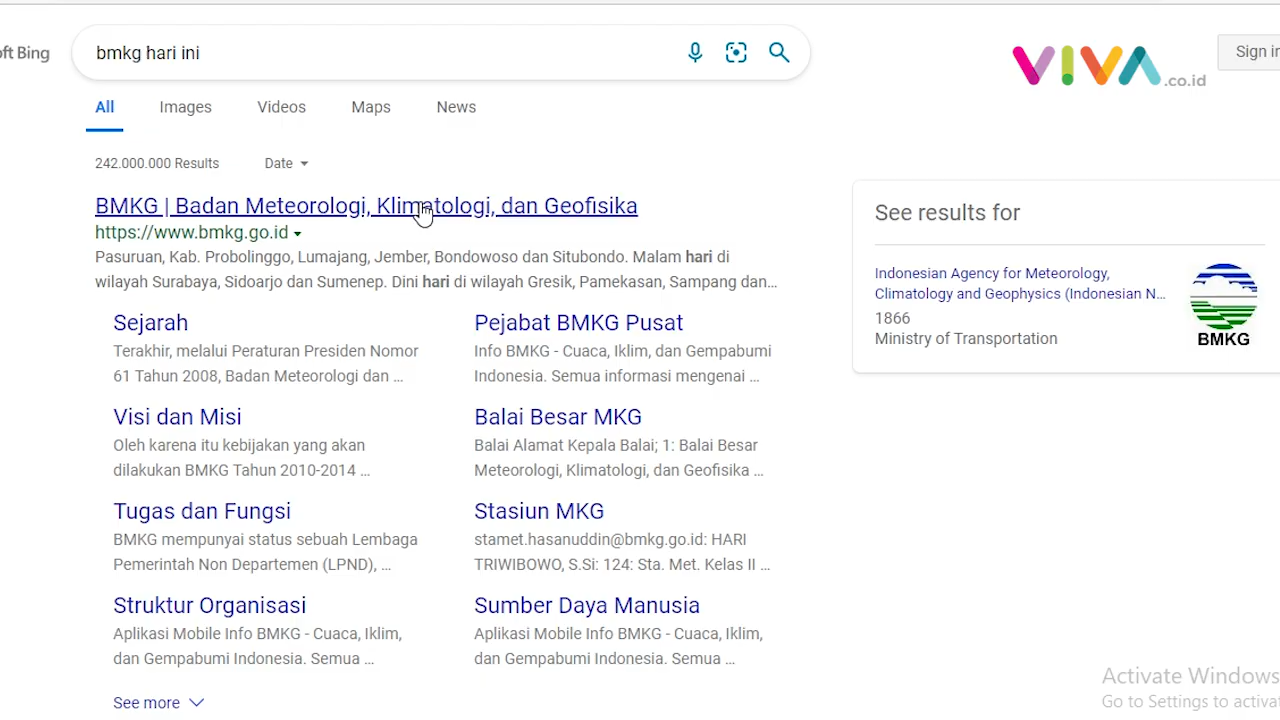 oft Bing
bmkg hari ini
VIVA.co.id
Sign in
All Images Videos Maps News
242.000.000 Results Date
BMKG | Badan Meteorologi, Klimatologi, dan Geofisika
https://www.bmkg.go.id
Pasuruan, Kab. Probolinggo, Lumajang, Jember, Bondowoso dan Situbondo. Malam hari di
wilayah Surabaya, Sidoarjo dan Sumenep. Dini hari di wilayah Gresik, Pamekasan, Sampang dan...
Sejarah
Terakhir, melalui Peraturan Presiden Nomor
61 Tahun 2008, Badan Meteorologi dan ...
Pejabat BMKG Pusat
Info BMKG - Cuaca, Iklim, dan Gempabumi
Indonesia. Semua informasi mengenai ...
Visi dan Misi
Oleh karena itu kebijakan yang akan
dilakukan BMKG Tahun 2010-2014 ...
Balai Besar MKG
Balai Alamat Kepala Balai; 1: Balai Besar
Meteorologi, Klimatologi, dan Geofisika ...
Tugas dan Fungsi
BMKG mempunyai status sebuah Lembaga
Pemerintah Non Departemen (LPND), ...
Stasiun MKG
stamet.hasanuddin@bmkg.go.id: HARI
TRIWIBOWO, S.Si: 124: Sta. Met. Kelas II ...
Struktur Organisasi
Aplikasi Mobile Info BMKG - Cuaca, Iklim,
dan Gempabumi Indonesia. Semua ...
Sumber Daya Manusia
Aplikasi Mobile Info BMKG - Cuaca, Iklim,
dan Gempabumi Indonesia. Semua ...
See more
See results for
Indonesian Agency for Meteorology,
Climatology and Geophysics (Indonesian N...
1866
Ministry of Transportation
BMKG
Activate Windows
Go to Settings to activat